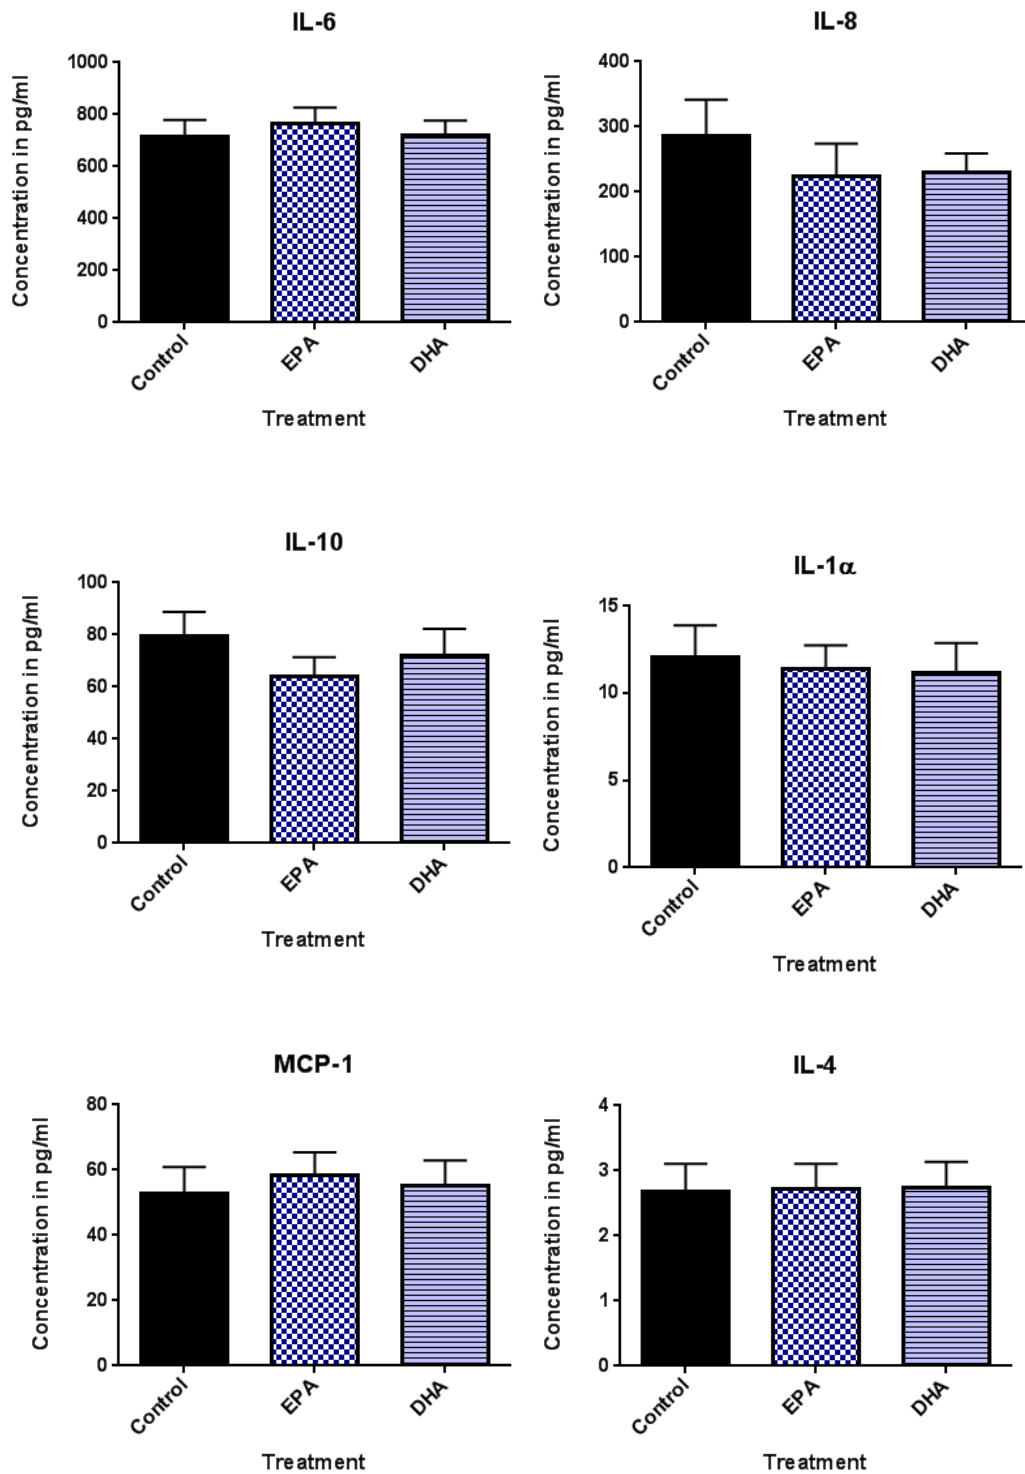 IL-6
Concentration in pg/ml
1000
800
600
400
200
0
Control
EPA
DHA
Treatment
IL-8
Concentration in pg/ml
400
300
200
100
0
Control
EPA
DHA
Treatment
IL-10
Concentration in pg/ml
100
80
60
40
20
0
Control
EPA
DHA
Treatment
IL-1α
Concentration in pg/ml
15
10
5
0
Control
EPA
DHA
Treatment
MCP-1
Concentration in pg/ml
80
60
40
20
0
Control
EPA
DHA
Treatment
IL-4
Concentration in pg/ml
4
3
2
1
0
Control
EPA
DHA
Treatment